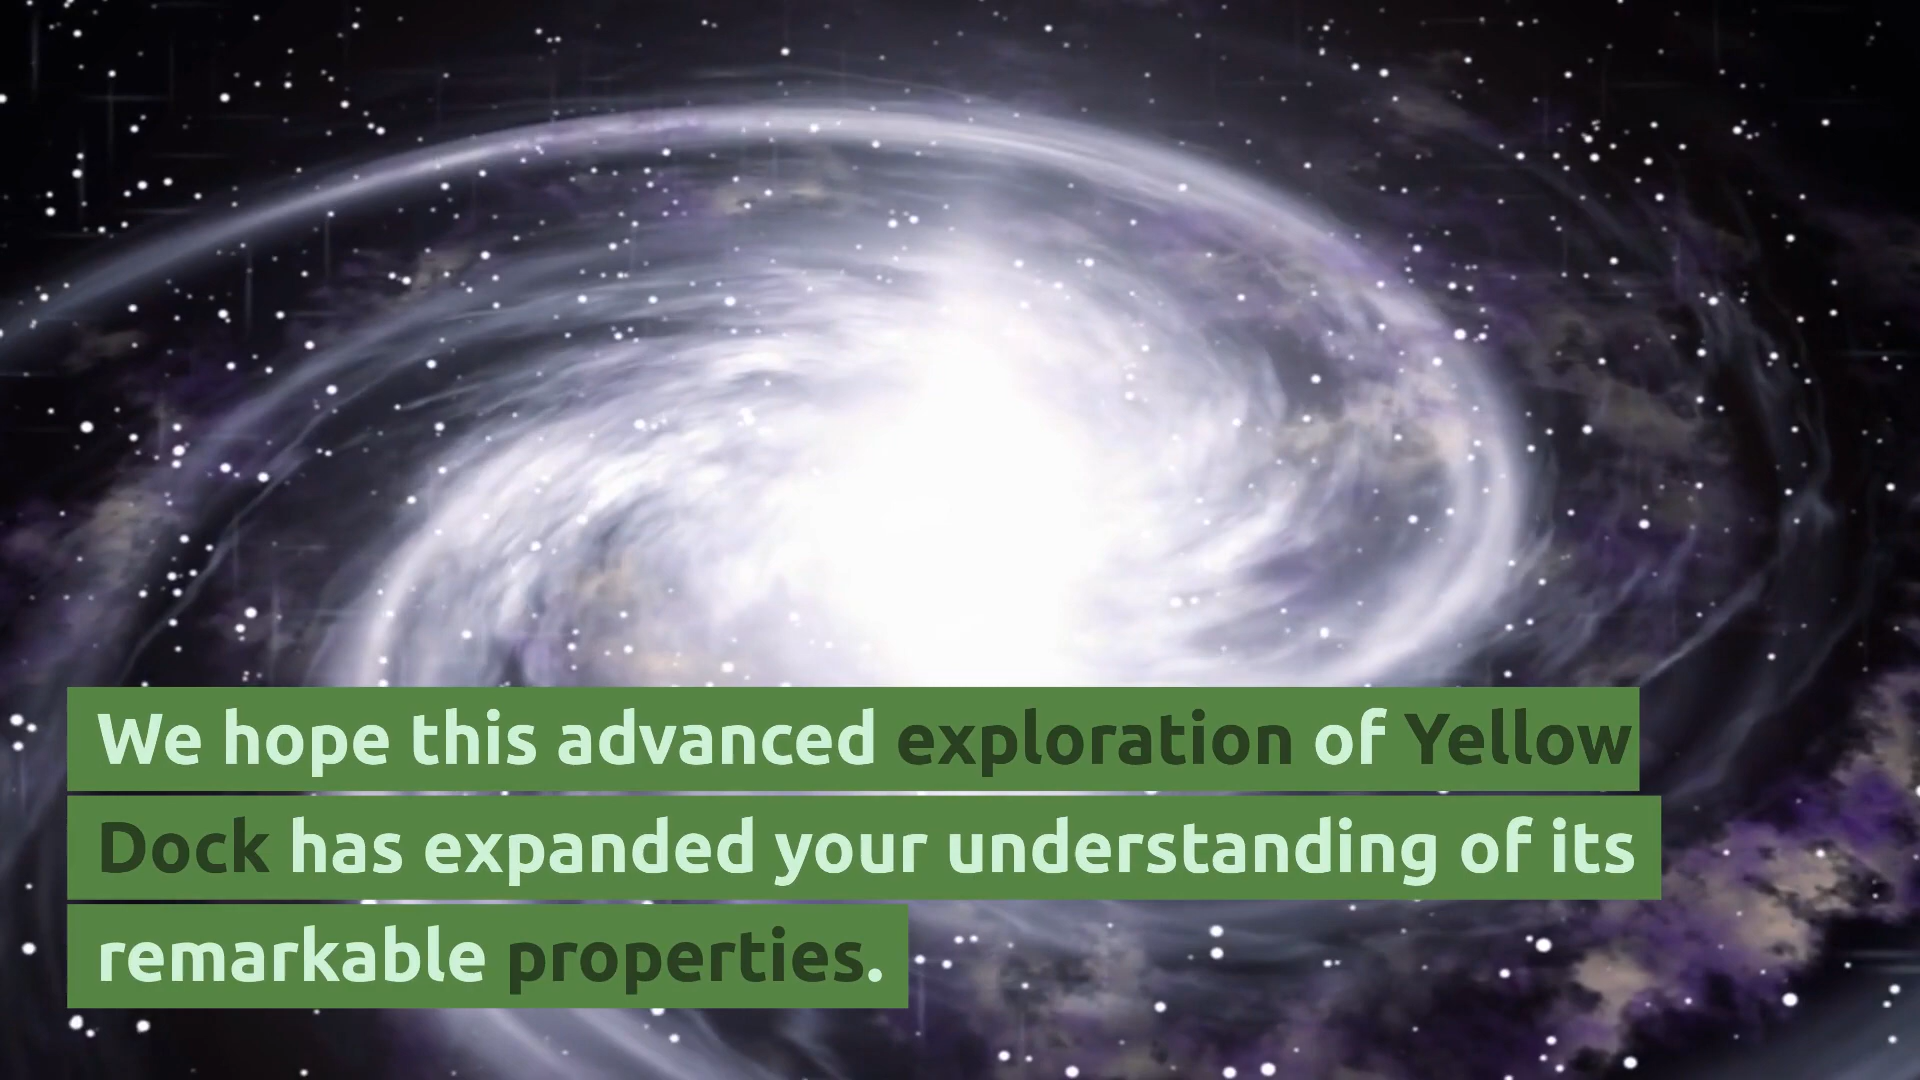 We hope this advanced exploration of Yellow
Dock has expanded your understanding of its
remarkable properties.